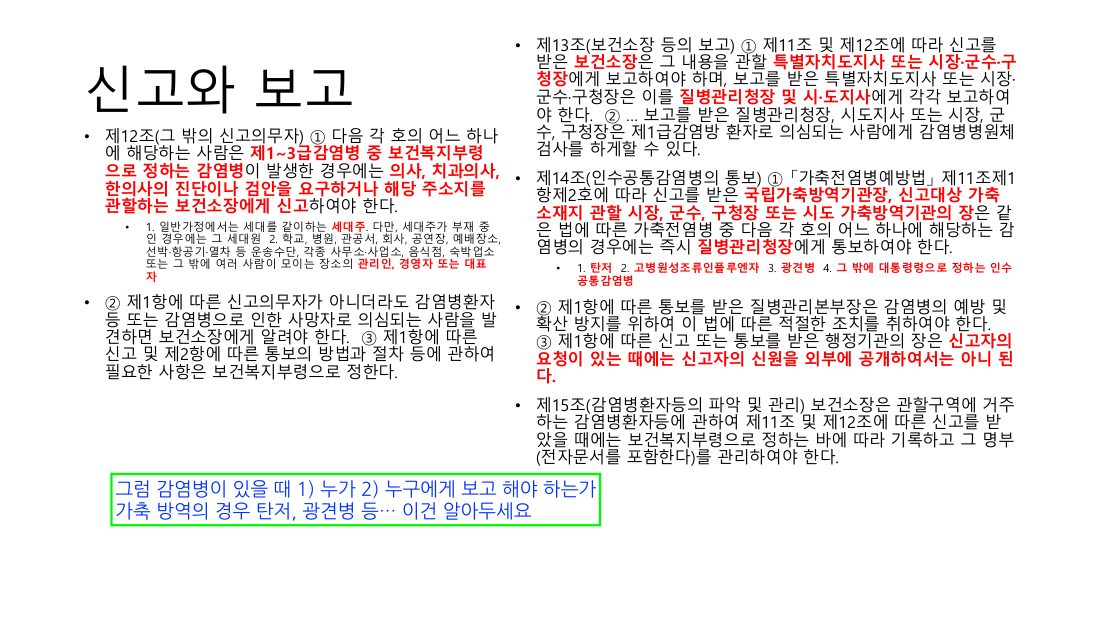 신고와 보고
• 제12조(그 밖의 신고의무자) ① 다음 각 호의 어느 하나
에 해당하는 사람은 제1~3급감염병 중 보건복지부령
으로 정하는 감염병이 발생한 경우에는 의사, 치과의사,
한의사의 진단이나 검안을 요구하거나 해당 주소지를
관할하는 보건소장에게 신고하여야 한다.
• 1. 일반가정에서는 세대를 같이하는 세대주. 다만, 세대주가 부재 중
인 경우에는 그 세대원 2. 학교, 병원, 관공서, 회사, 공연장, 예배장소,
선박·항공기·열차 등 운송수단, 각종 사무소·사업소, 음식점, 숙박업소
또는 그 밖에 여러 사람이 모이는 장소의 관리인, 경영자 또는 대표
자
• ② 제1항에 따른 신고의무자가 아니더라도 감염병환자
등 또는 감염병으로 인한 사망자로 의심되는 사람을 발
견하면 보건소장에게 알려야 한다. ③ 제1항에 따른
신고 및 제2항에 따른 통보의 방법과 절차 등에 관하여
필요한 사항은 보건복지부령으로 정한다.
• 제13조(보건소장 등의 보고) ① 제11조 및 제12조에 따라 신고를
받은 보건소장은 그 내용을 관할 특별자치도지사 또는 시장·군수·구
청장에게 보고하여야 하며, 보고를 받은 특별자치도지사 또는 시장·
군수·구청장은 이를 질병관리청장 및 시·도지사에게 각각 보고하여
야 한다. ② ... 보고를 받은 질병관리청장, 시도지사 또는 시장, 군
수, 구청장은 제1급감염방 환자로 의심되는 사람에게 감염병병원체
검사를 하게할 수 있다.
• 제14조(인수공통감염병의 통보) ①「가축전염병예방법」제11조제1
항제2호에 따라 신고를 받은 국립가축방역기관장, 신고대상 가축
소재지 관할 시장, 군수, 구청장 또는 시도 가축방역기관의 장은 같
은 법에 따른 가축전염병 중 다음 각 호의 어느 하나에 해당하는 감
염병의 경우에는 즉시 질병관리청장에게 통보하여야 한다.
• 1. 탄저 2. 고병원성조류인플루엔자 3. 광견병 4. 그 밖에 대통령령으로 정하는 인수
공통감염병
• ② 제1항에 따른 통보를 받은 질병관리본부장은 감염병의 예방 및
확산 방지를 위하여 이 법에 따른 적절한 조치를 취하여야 한다.
③ 제1항에 따른 신고 또는 통보를 받은 행정기관의 장은 신고자의
요청이 있는 때에는 신고자의 신원을 외부에 공개하여서는 아니 된
다.
• 제15조(감염병환자등의 파악 및 관리) 보건소장은 관할구역에 거주
하는 감염병환자등에 관하여 제11조 및 제12조에 따른 신고를 받
았을 때에는 보건복지부령으로 정하는 바에 따라 기록하고 그 명부
(전자문서를 포함한다)를 관리하여야 한다.
그럼 감염병이 있을 때 1) 누가 2) 누구에게 보고 해야 하는가
가축 방역의 경우 탄저, 광견병 등… 이건 알아두세요